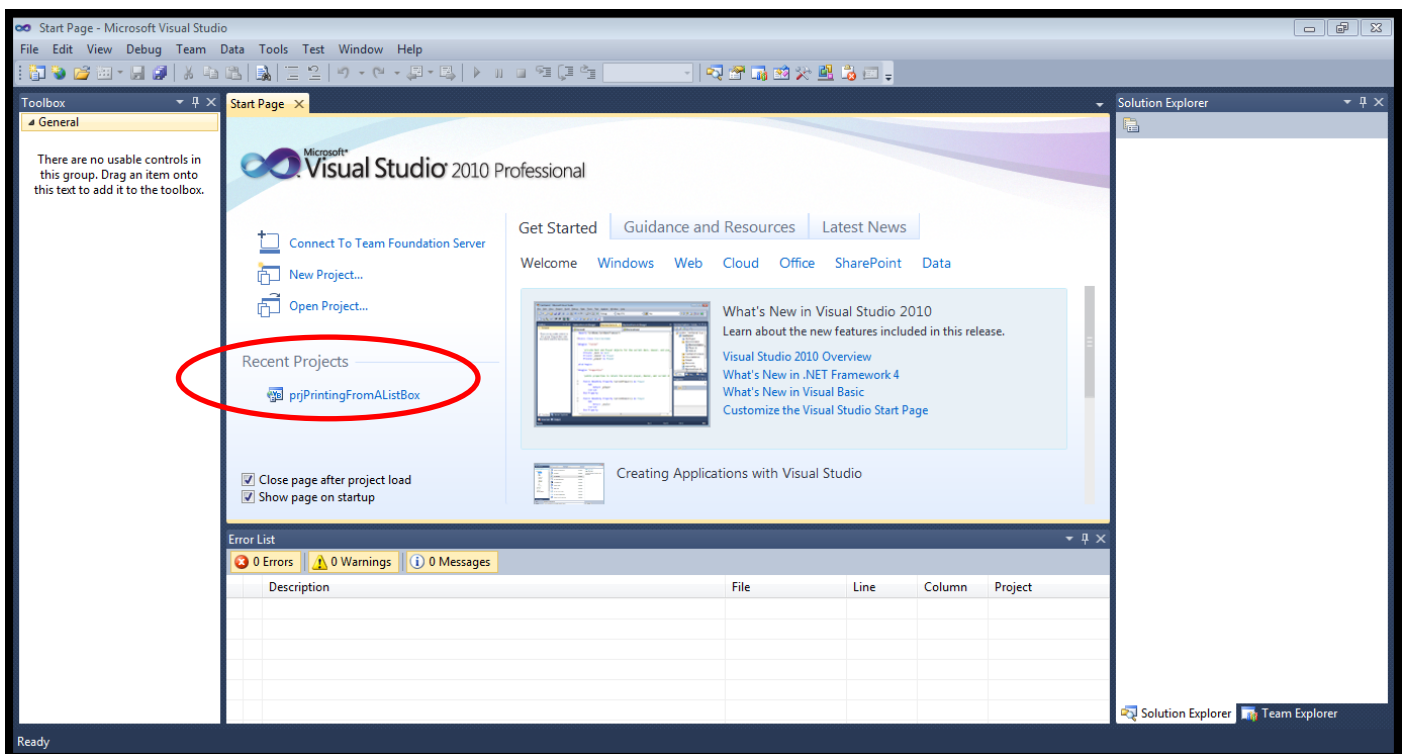 Start Page - Microsoft Visual Studio
File Edit View Debug Team Data Tools Test Window Help
Toolbox
General
There are no usable controls in
this group. Drag an item onto
this text to add it to the toolbox.
Start Page
Microsoft
Visual Studio 2010 Professional
Connect To Team Foundation Server
New Project...
Open Project...
Recent Projects
prjPrintingFromAListBox
Close page after project load
Show page on startup
Get Started Guidance and Resources Latest News
Welcome Windows Web Cloud Office SharePoint Data
What's New in Visual Studio 2010
Learn about the new features included in this release.
Visual Studio 2010 Overview
What's New in .NET Framework 4
What's New in Visual Basic
Customize the Visual Studio Start Page
Creating Applications with Visual Studio
Error List
0 Errors 0 Warnings 0 Messages
Description File Line Column Project
Solution Explorer
Solution Explorer Team Explorer
Ready